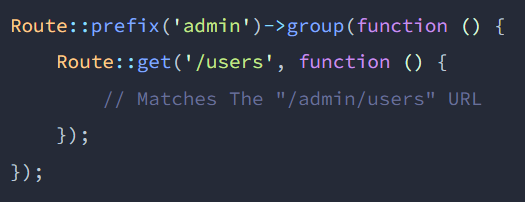 Route::prefix('admin')->group(function () {
    Route::get('/users', function () {
        // Matches The "/admin/users" URL
    });
});